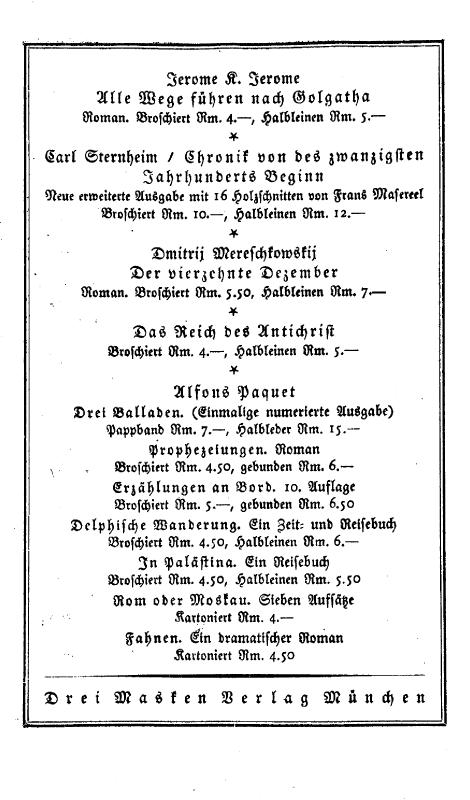 Jerome K. Jerome
Alle Wege führen nach Golgatha
Roman. Broschiert Rm. 4.—, Halbleinen Rm. 5.—
*
Carl Sternheim / Chronik von des zwanzigsten
Jahrhunderts Beginn
Neue erweiterte Ausgabe mit 16 Holzschnitten von Frans Masereel
Broschiert Rm. 10.—, Halbleinen Rm. 12.—
*
Dmitrij Mereschkowskij
Der vierzehnte Dezember
Roman. Broschiert Rm. 5.50, Halbleinen Rm. 7.—
*
Das Reich des Antichrist
Broschiert Rm. 4.—, Halbleinen Rm. 5.—
*
Alfons Paquet
Drei Balladen. (Einmalige numerierte Ausgabe)
Pappband Rm. 7.—, Halbleder Rm. 15.—
Prophezeiungen. Roman
Broschiert Rm. 4.50, gebunden Rm. 6.—
Erzählungen an Bord. 10. Auflage
Broschiert Rm. 5.—, gebunden Rm. 6.50
Delphische Wanderung. Ein Zeit- und Reisebuch
Broschiert Rm. 4.50, Halbleinen Rm. 6.—
In Palästina. Ein Reisebuch
Broschiert Rm. 4.50, Halbleinen Rm. 5.50
Rom oder Moskau. Sieben Aufsätze
Kartoniert Rm. 4.—
Fahnen. Ein dramatischer Roman
Kartoniert Rm. 4.50
Drei Masken Verlag München